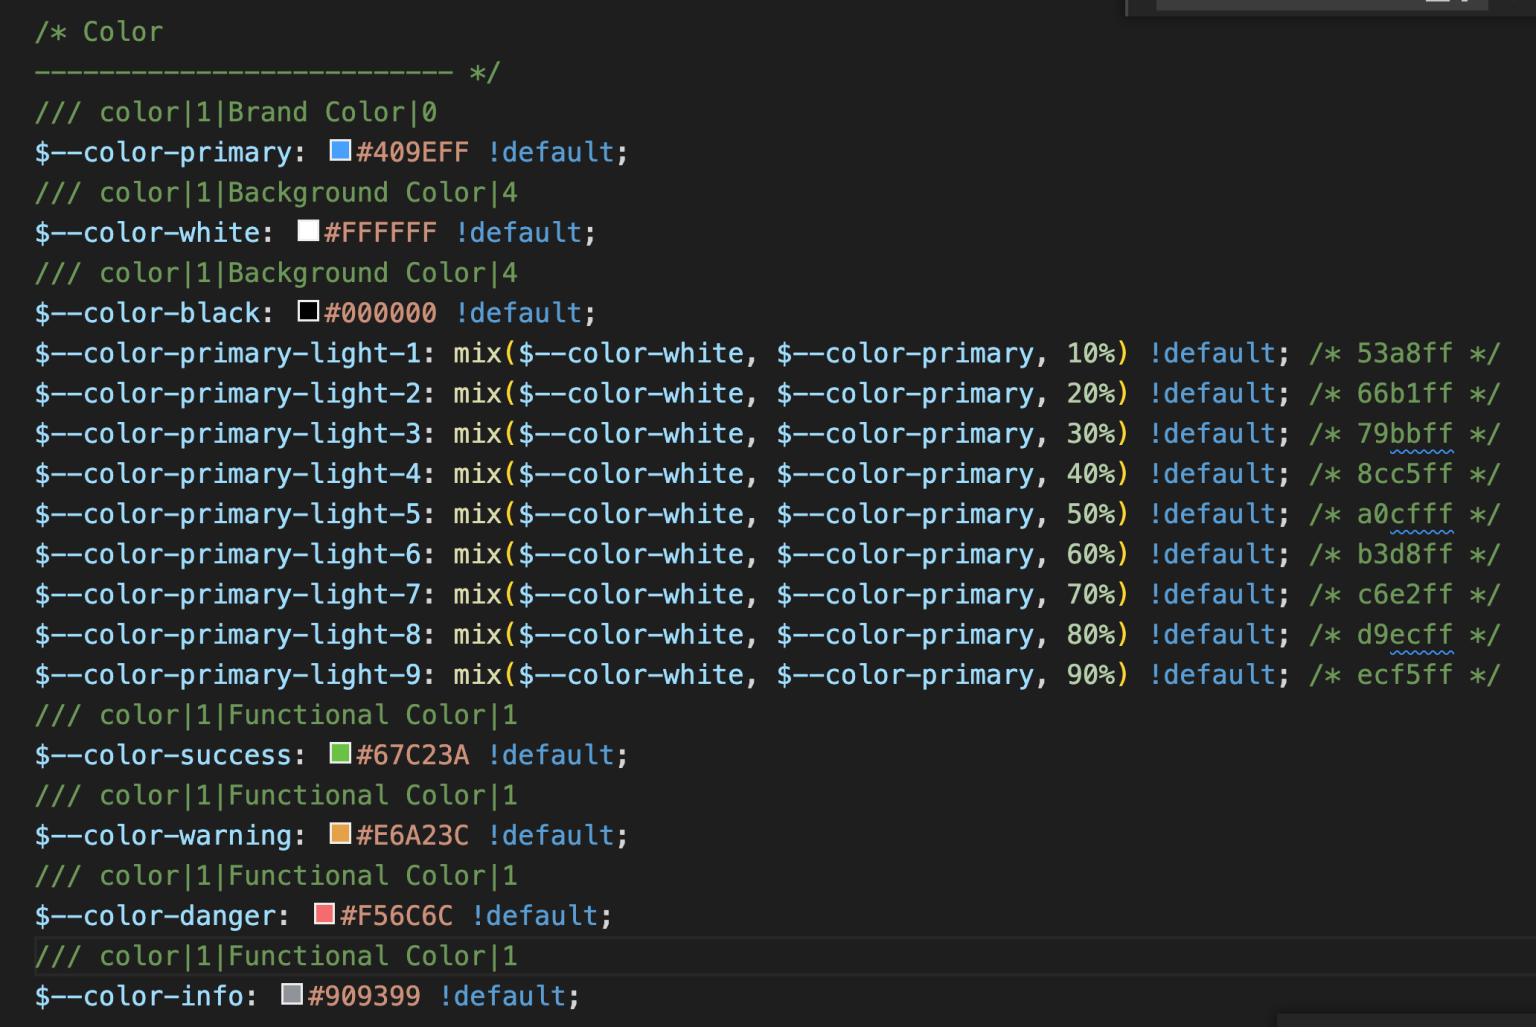 /* Color
-------------------------- */
/// color|1|Brand Color|0
$--color-primary: #409EFF !default;
/// color|1|Background Color|4
$--color-white: #FFFFFF !default;
/// color|1|Background Color|4
$--color-black: #000000 !default;
$--color-primary-light-1: mix($--color-white, $--color-primary, 10%) !default; /* 53a8ff */
$--color-primary-light-2: mix($--color-white, $--color-primary, 20%) !default; /* 66b1ff */
$--color-primary-light-3: mix($--color-white, $--color-primary, 30%) !default; /* 79bbff */
$--color-primary-light-4: mix($--color-white, $--color-primary, 40%) !default; /* 8cc5ff */
$--color-primary-light-5: mix($--color-white, $--color-primary, 50%) !default; /* a0cfff */
$--color-primary-light-6: mix($--color-white, $--color-primary, 60%) !default; /* b3d8ff */
$--color-primary-light-7: mix($--color-white, $--color-primary, 70%) !default; /* c6e2ff */
$--color-primary-light-8: mix($--color-white, $--color-primary, 80%) !default; /* d9ecff */
$--color-primary-light-9: mix($--color-white, $--color-primary, 90%) !default; /* ecf5ff */
/// color|1|Functional Color|1
$--color-success: #67C23A !default;
/// color|1|Functional Color|1
$--color-warning: #E6A23C !default;
/// color|1|Functional Color|1
$--color-danger: #F56C6C !default;
/// color|1|Functional Color|1
$--color-info: #909399 !default;